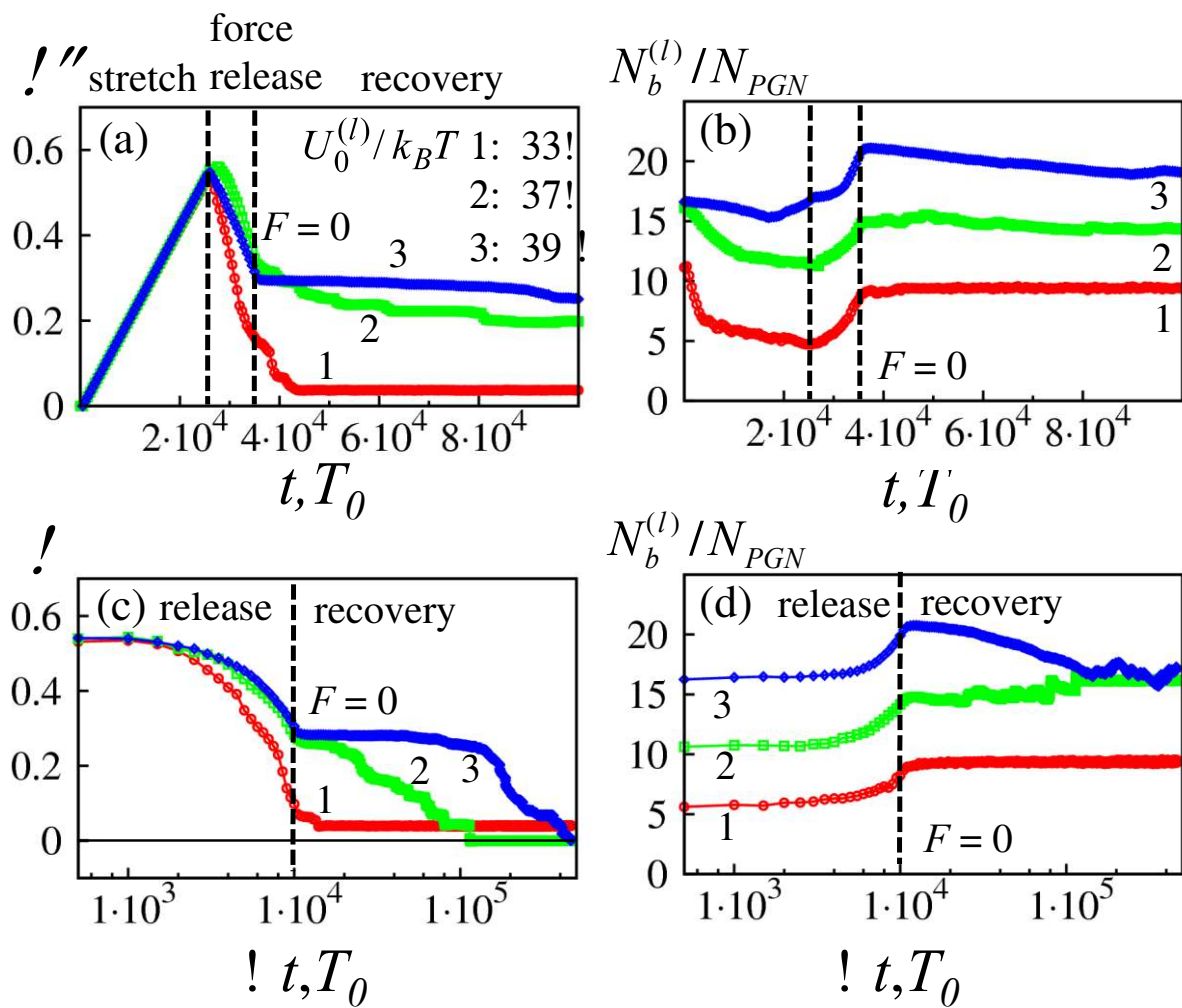 force
!″ stretch release recovery
(a) U_0^{(l)}/k_BT 1: 33!
2: 37!
3: 39 !
F = 0
3
2
1
0.6
0.4
0.2
0
2·10^4 4·10^4 6·10^4 8·10^4
t,T_0
N_b^{(l)}/N_{PGN}
(b)
3
2
1
F = 0
20
15
10
5
0
2·10^4 4·10^4 6·10^4 8·10^4
t,T_0
!
(c) release recovery
F = 0
2 3
1
0.6
0.4
0.2
0
1·10^3 1·10^4 1·10^5
! t,T_0
N_b^{(l)}/N_{PGN}
(d) release recovery
3
2
1
F = 0
20
15
10
5
0
1·10^3 1·10^4 1·10^5
! t,T_0